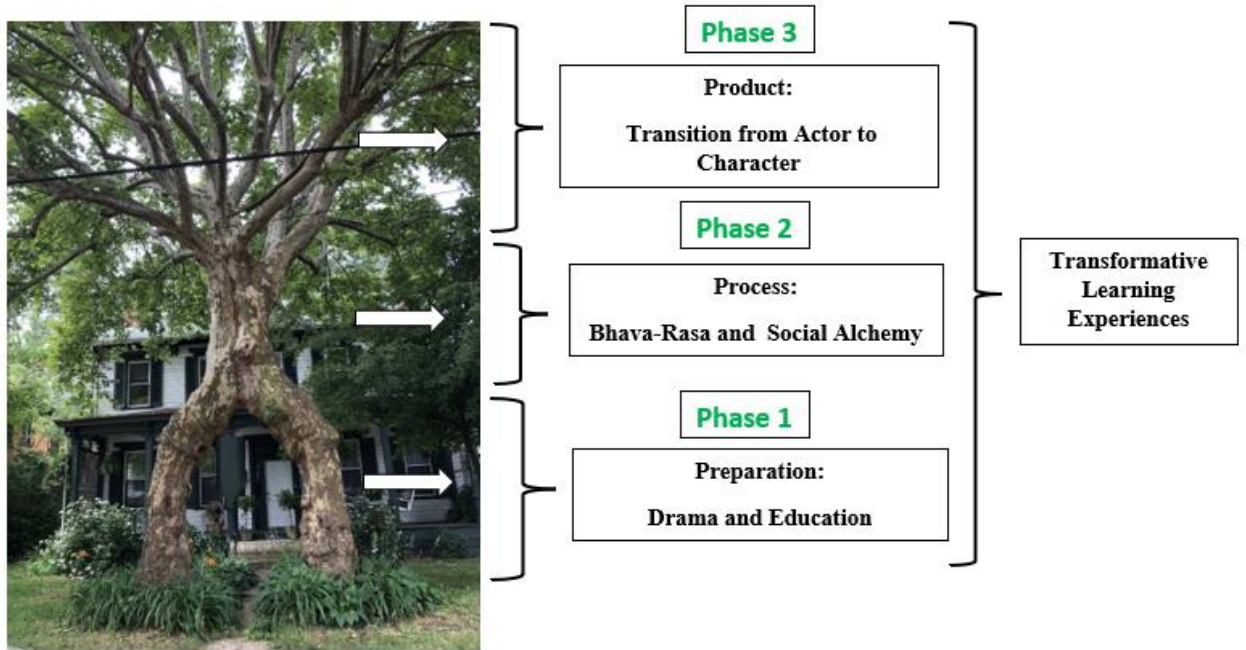 Phase 3
Product:
Transition from Actor to
Character
Phase 2
Process:
Bhava-Rasa and Social Alchemy
Phase 1
Preparation:
Drama and Education
Transformative
Learning
Experiences